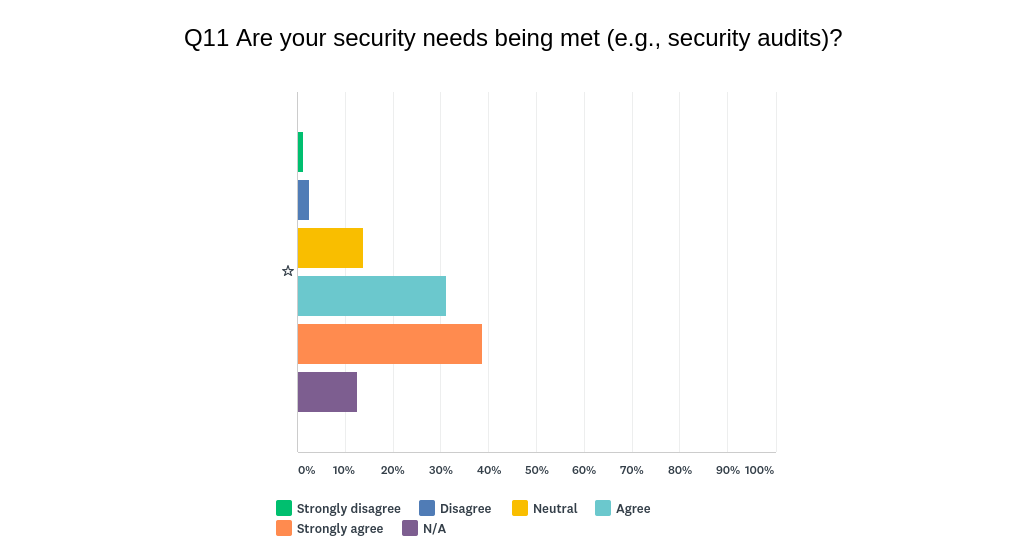 Q11 Are your security needs being met (e.g., security audits)?
☆
0% 10% 20% 30% 40% 50% 60% 70% 80% 90% 100%
Strongly disagree Disagree Neutral Agree
Strongly agree N/A